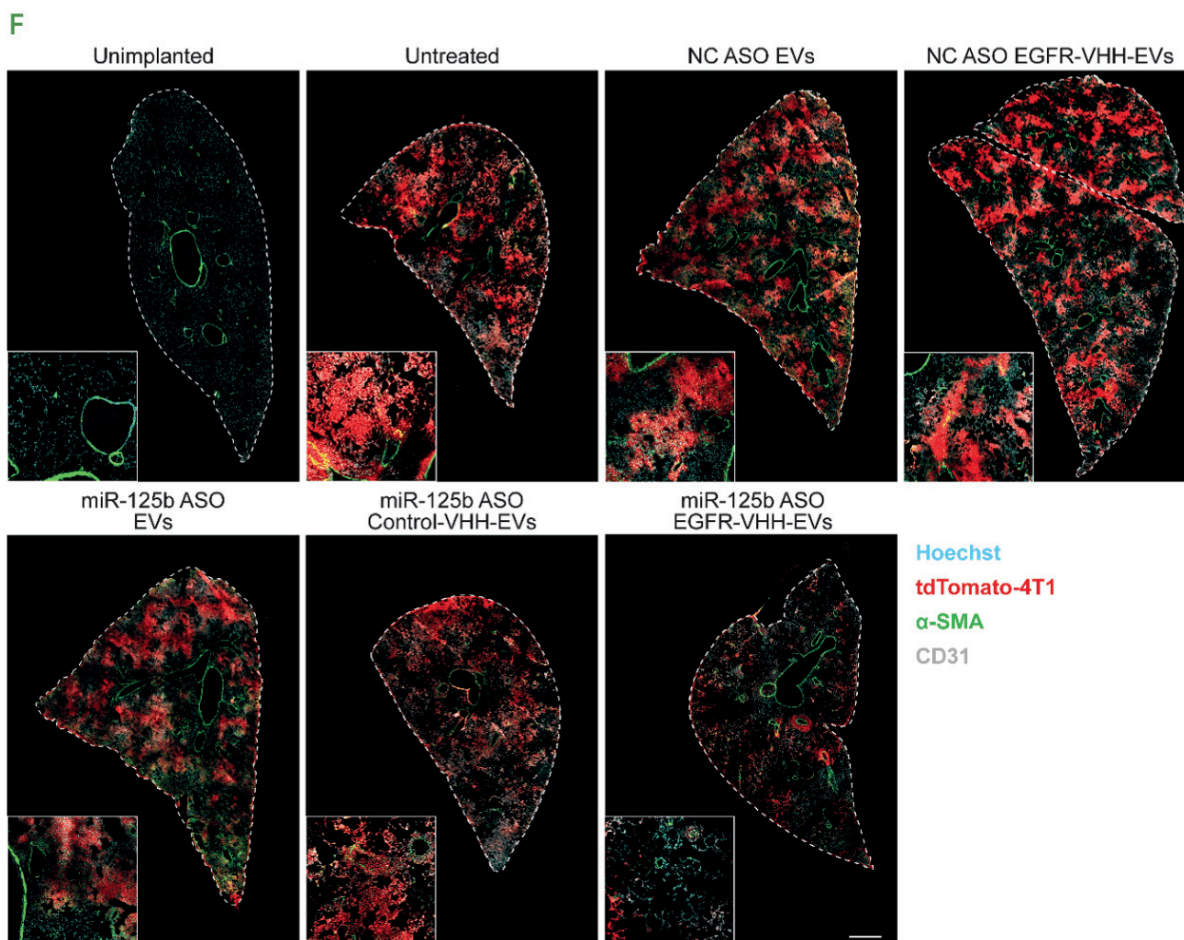 F
Unimplanted
Untreated
NC ASO EVs
NC ASO EGFR-VHH-EVs
miR-125b ASO
EVs
miR-125b ASO
Control-VHH-EVs
miR-125b ASO
EGFR-VHH-EVs
Hoechst
tdTomato-4T1
α-SMA
CD31